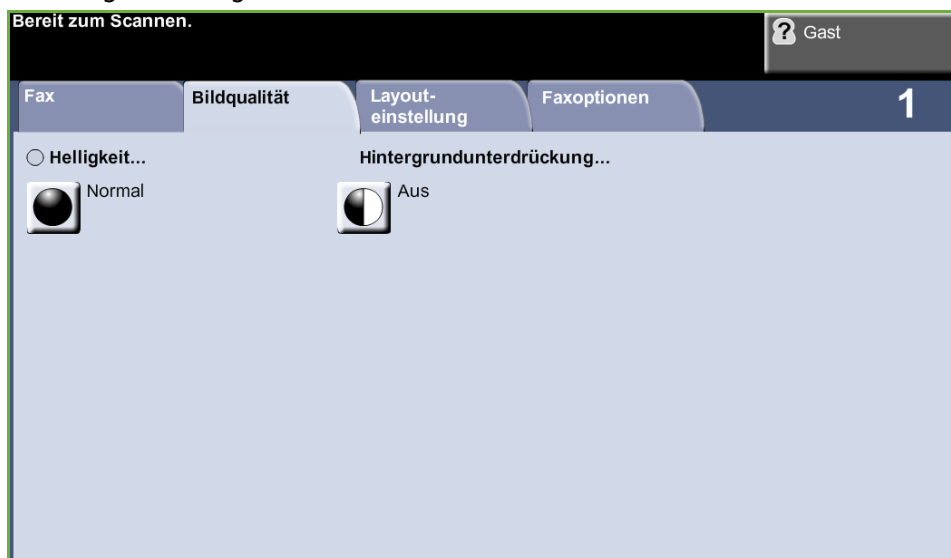 Bereit zum Scannen.
? Gast
Fax
Bildqualität
Layout-
einstellung
Faxoptionen
1
Helligkeit...
Hintergrundunterdrückung...
Normal
Aus